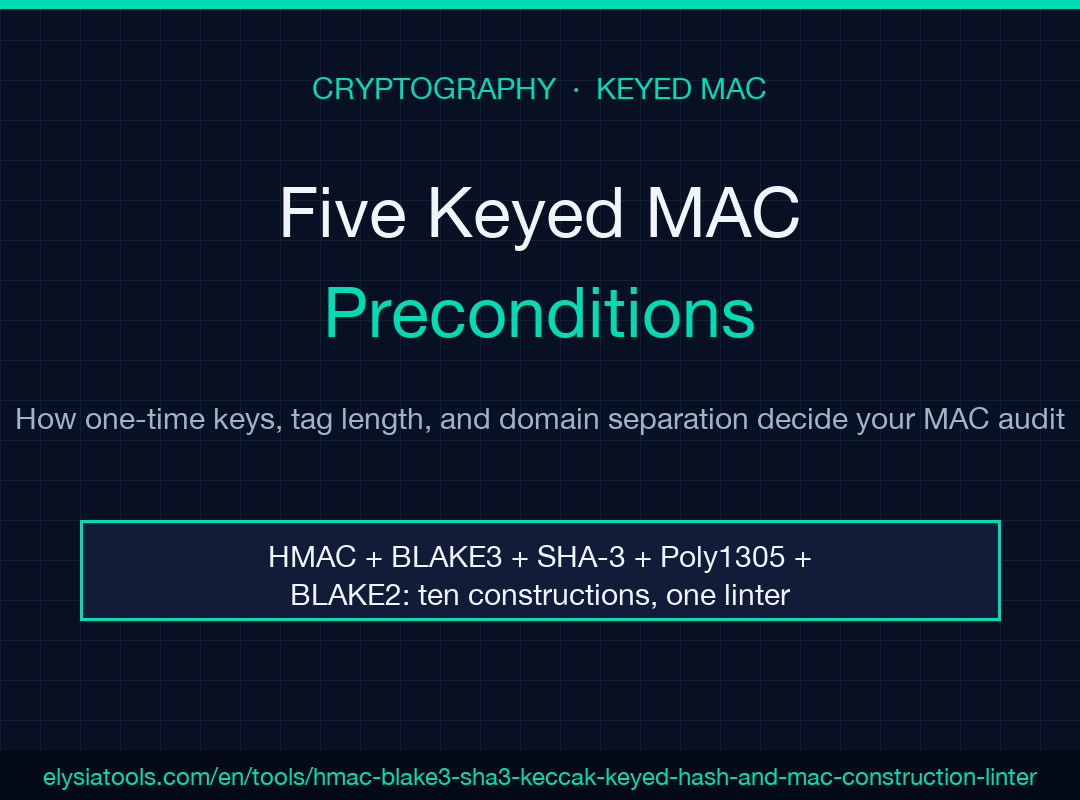 CRYPTOGRAPHY · KEYED MAC
Five Keyed MAC
Preconditions
How one-time keys, tag length, and domain separation decide your MAC audit
HMAC + BLAKE3 + SHA-3 + Poly1305 +
BLAKE2: ten constructions, one linter
elysiatools.com/en/tools/hmac-blake3-sha3-keccak-keyed-hash-and-mac-construction-linter